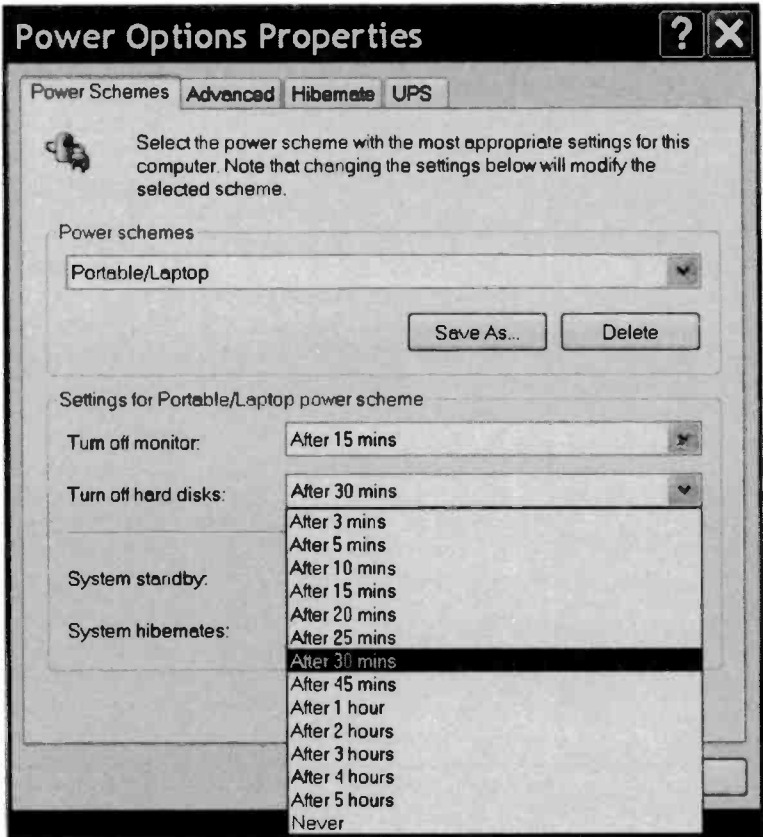 Power Options Properties
Power Schemes Advanced Hibernate UPS
Select the power scheme with the most appropriate settings for this
computer. Note that changing the settings below will modify the
selected scheme.
Power schemes
Portable/Laptop
Save As... Delete
Settings for Portable/Laptop power scheme
Turn off monitor: After 15 mins
Turn off hard disks: After 30 mins
After 3 mins
After 5 mins
After 10 mins
After 15 mins
System standby:
After 20 mins
After 25 mins
System hibernates:
After 30 mins
After 45 mins
After 1 hour
After 2 hours
After 3 hours
After 4 hours
After 5 hours
Never